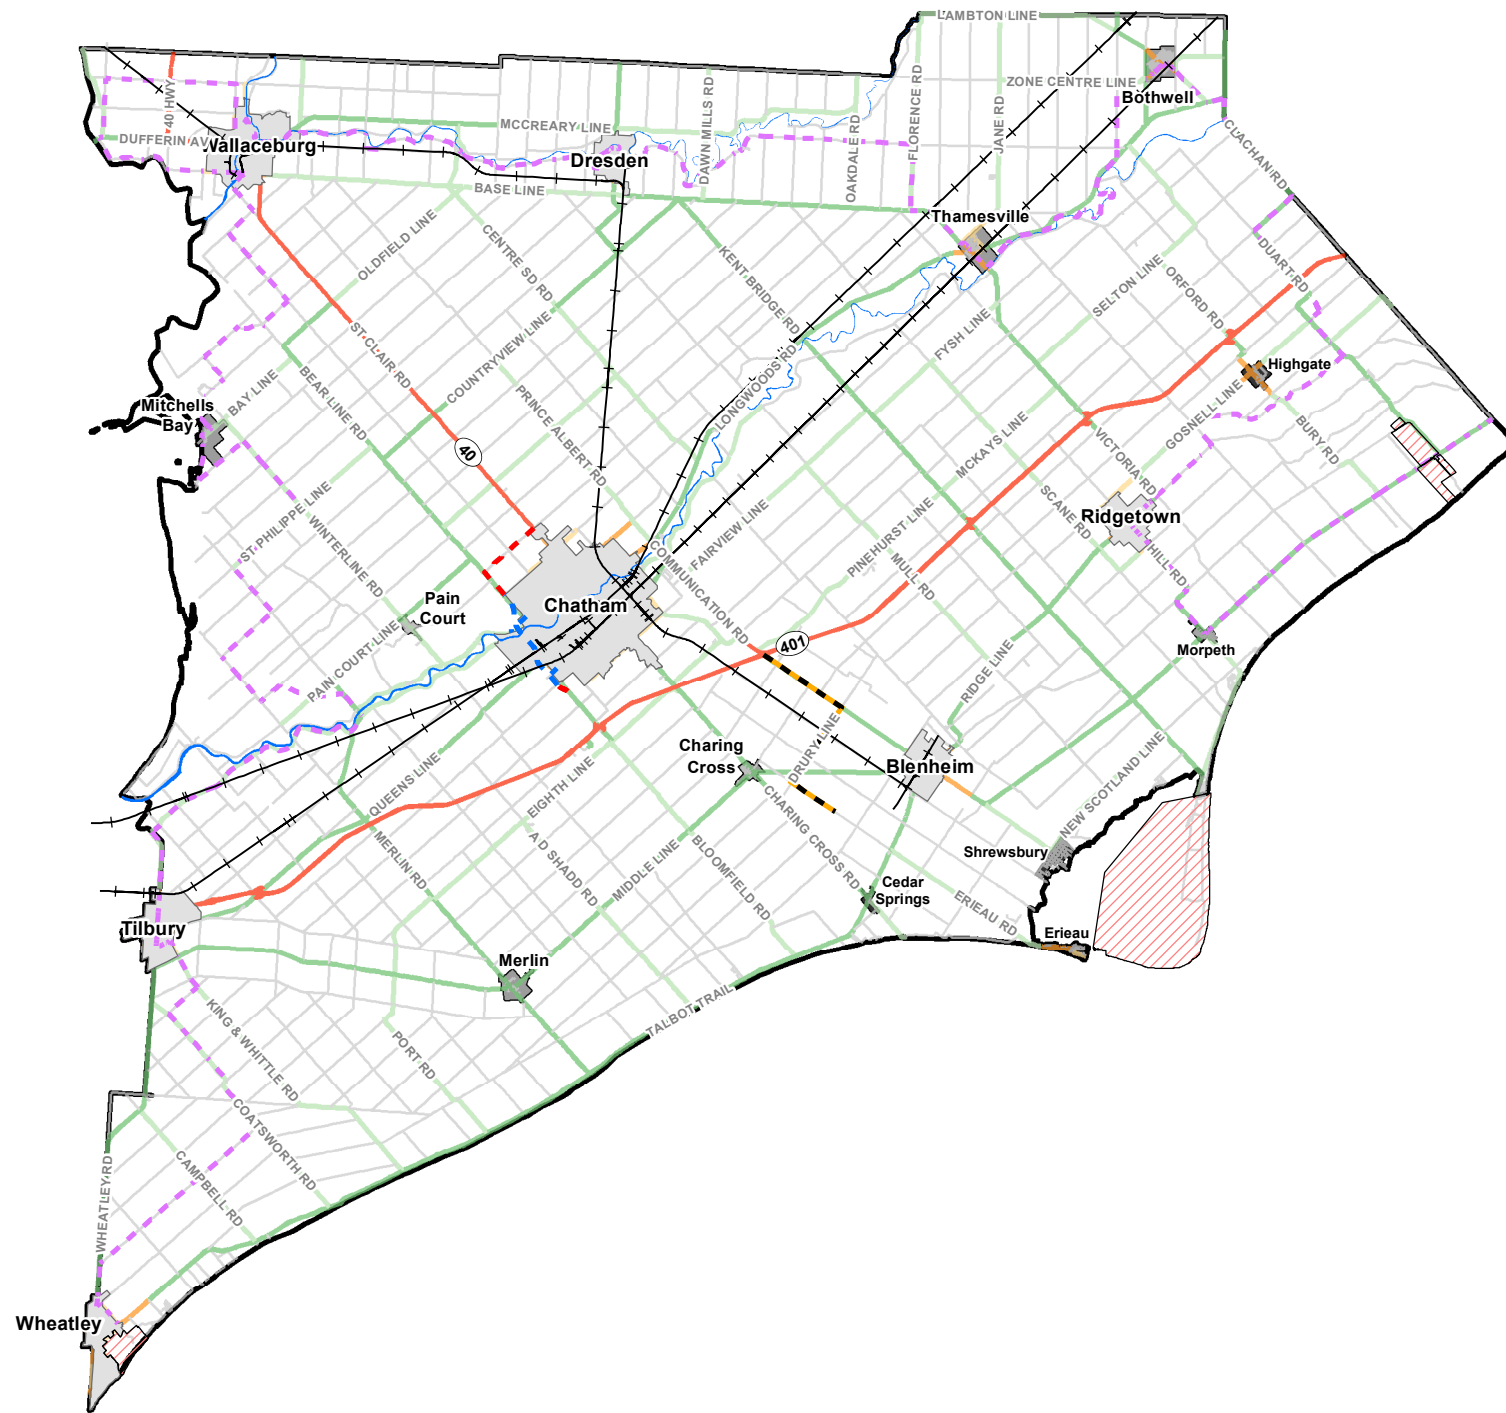 LAMBTON LINE
ZONE CENTRE LINE
Bothwell
40 HWY
DUFFERIN AV
Wallaceburg
MCCREARY LINE
Dresden
BASE LINE
DAWN MILLS RD
OAKDALE RD
FLORENCE RD
JANE RD
CLACHAN RD
Thamesville
OLDFIELD LINE
CENTRE SD RD
KENT BRIDGE RD
SELTON LINE
ORFORD RD
DUART RD
ST CLAIR RD
COUNTRYVIEW LINE
FYSH LINE
LONGWOODS RD
Highgate
Mitchells
Bay
BAY LINE
BEAR LINE RD
PRINCE ALBERT RD
GOSNELL LINE
BURY RD
40
MCKAYS LINE
VICTORIA RD
SCANE RD
Ridgetown
ST PHILIPPE LINE
WINTERLINE RD
COMMUNICATION RD
FAIRVIEW LINE
PINEHURST LINE
MULL RD
HILL RD
Pain
Court
Chatham
401
Morpeth
PAIN COURT LINE
RIDGE LINE
Charing
Cross
DRURY LINE
Blenheim
QUEENS LINE
EIGHTH LINE
CHARING CROSS RD
NEW SCOTLAND LINE
MERLIN RD
A D SHADD RD
MIDDLE LINE
BLOOMFIELD RD
Shrewsbury
Cedar
Springs
ERIEAU RD
Erieau
Tilbury
Merlin
TALBOT TRAIL
KING & WHITTLE RD
PORT RD
COATSWORTH RD
CAMPBELL RD
WHEATLEY RD
Wheatley